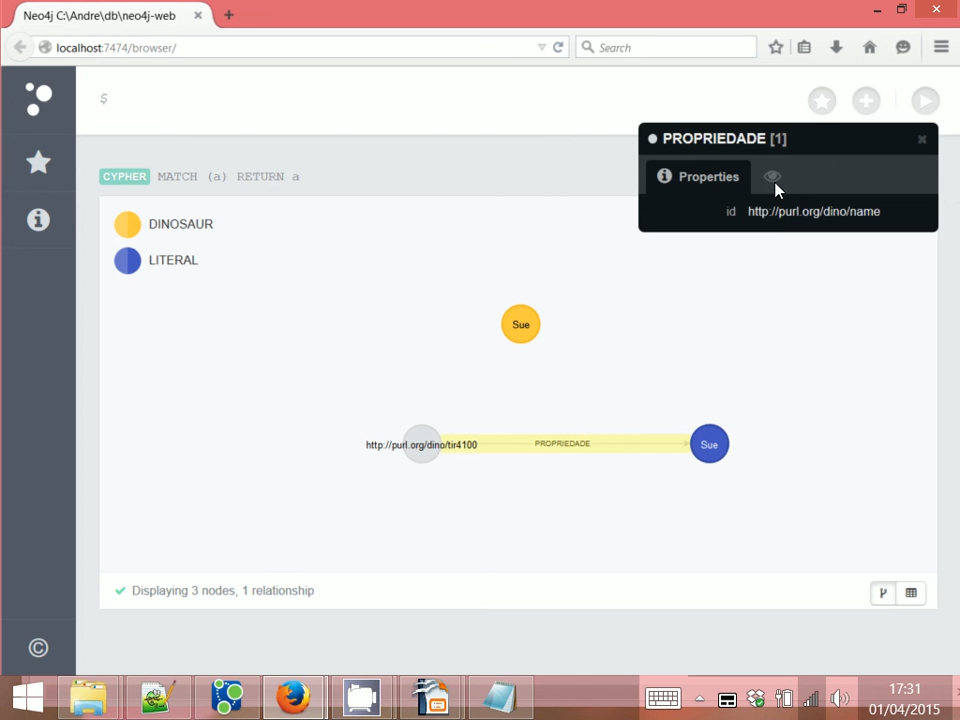 Neo4j C:\Andre\db\neo4j-web
localhost:7474/browser/
Search
$
PROPRIEDADE [1]
Properties
id http://purl.org/dino/name
CYPHER MATCH (a) RETURN a
DINOSAUR
LITERAL
Sue
http://purl.org/dino/tir4100
PROPRIEDADE
Sue
Displaying 3 nodes, 1 relationship
©
17:31
01/04/2015